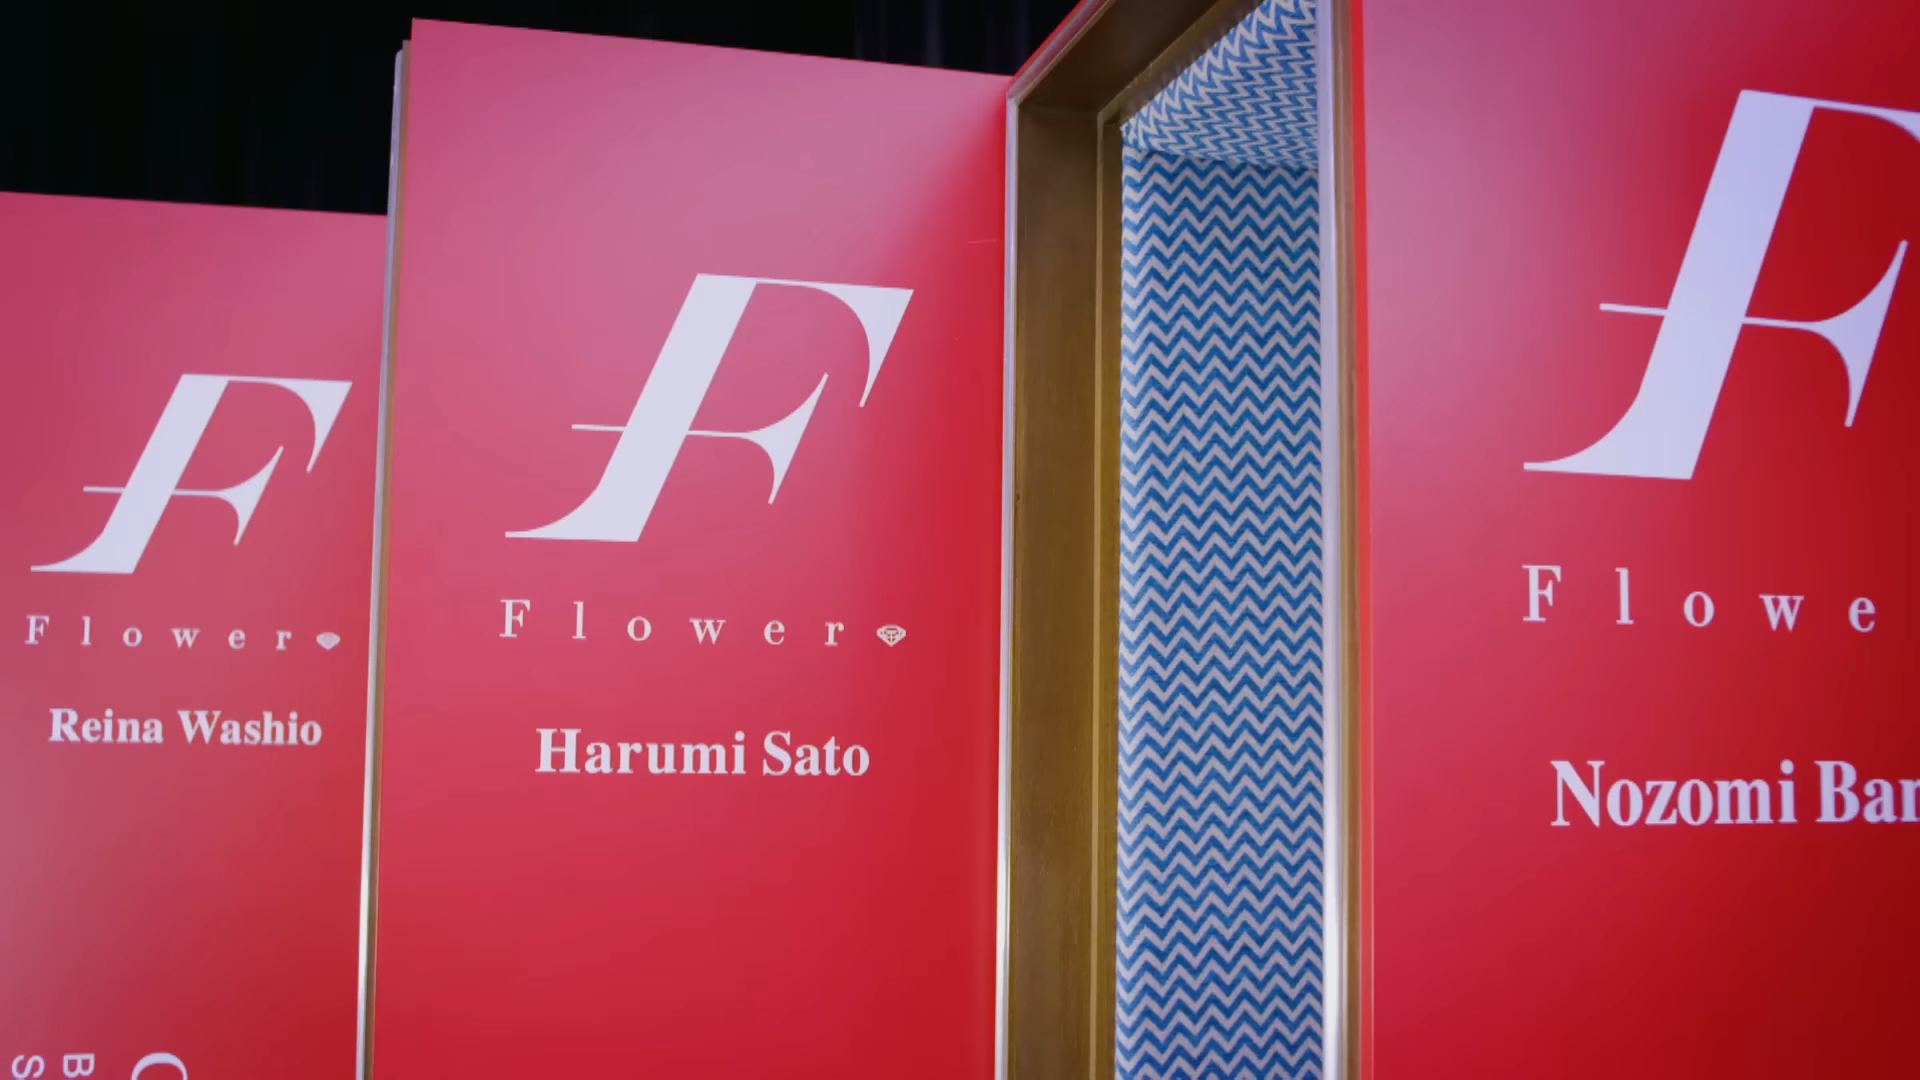 F
Flower
Reina Washio
F
Flower
Harumi Sato
F
Flowe
Nozomi Ban